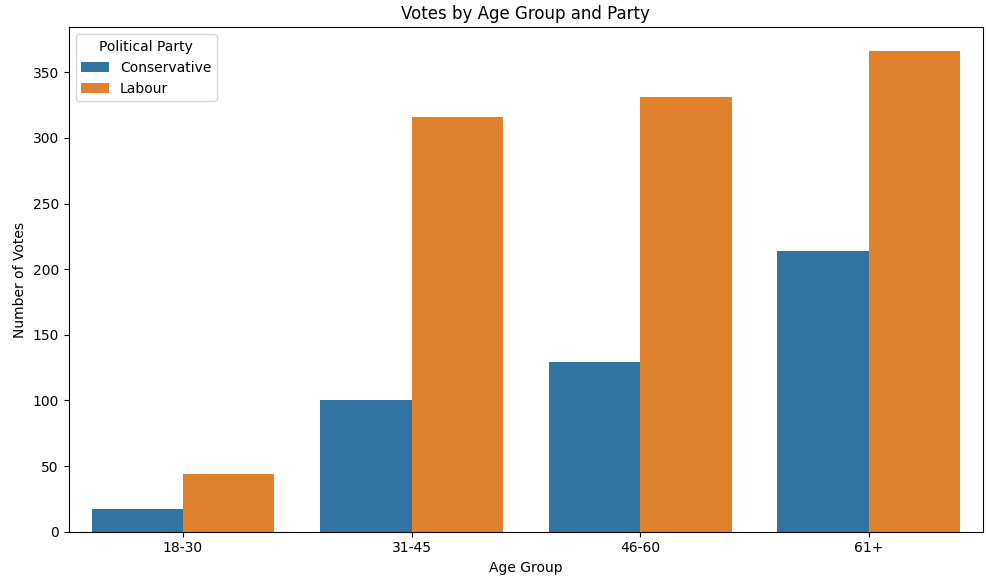 Votes by Age Group and Party
Political Party
Conservative
Labour
Number of Votes
350
300
250
200
150
100
50
0
18-30
31-45
46-60
61+
Age Group